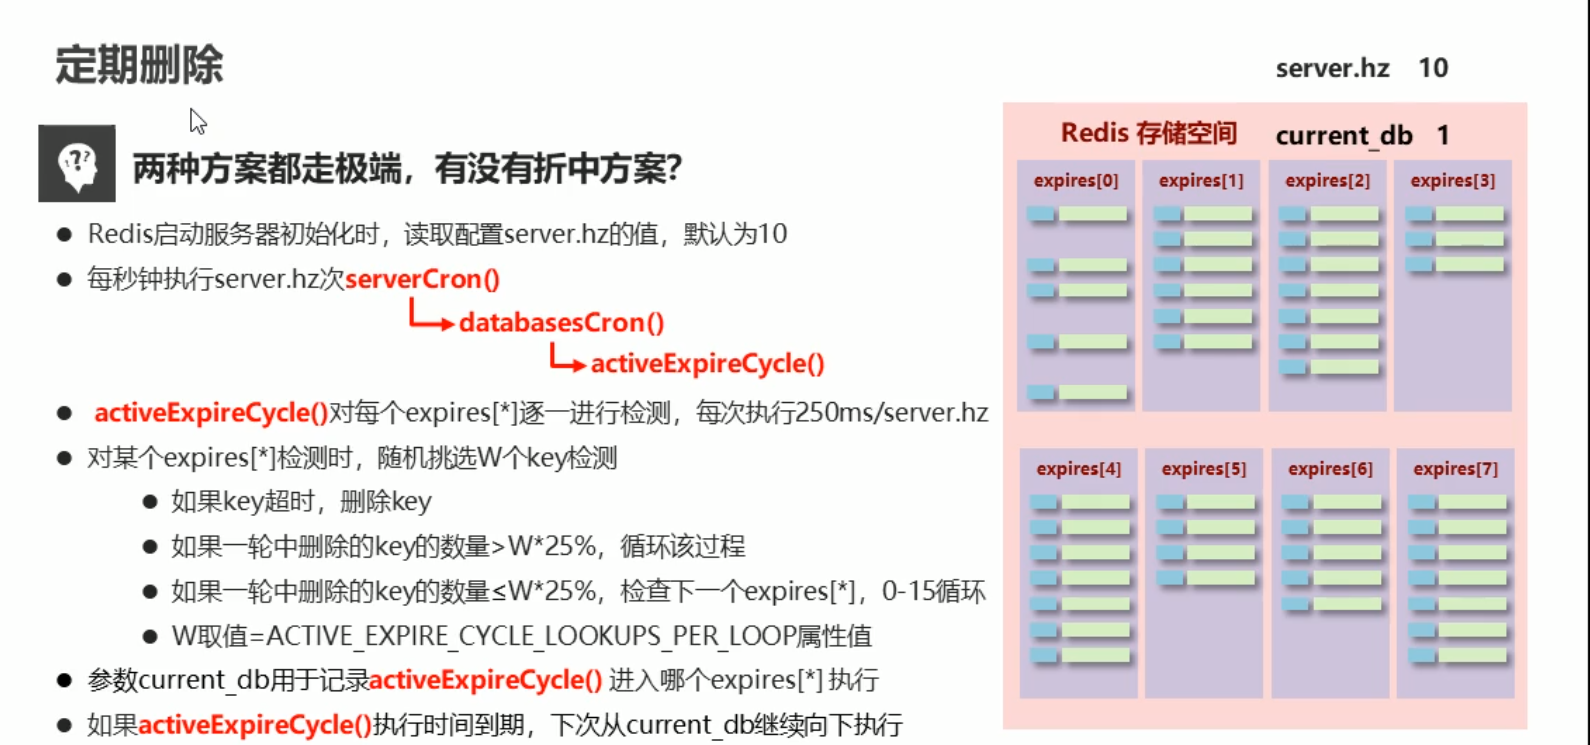 定期删除
server.hz 10
两种方案都走极端，有没有折中方案?
Redis启动服务器初始化时，读取配置server.hz的值，默认为10
每秒钟执行server.hz次serverCron()
databasesCron()
activeExpireCycle()
activeExpireCycle()对每个expires[*]逐一进行检测，每次执行250ms/server.hz
对某个expires[*]检测时，随机挑选W个key检测
如果key超时，删除key
如果一轮中删除的key的数量>W*25%，循环该过程
如果一轮中删除的key的数量≤W*25%，检查下一个expires[*]，0-15循环
W取值=ACTIVE_EXPIRE_CYCLE_LOOKUPS_PER_LOOP属性值
参数current_db用于记录activeExpireCycle() 进入哪个expires[*] 执行
如果activeExpireCycle()执行时间到期，下次从current_db继续向下执行
Redis 存储空间 current_db 1
expires[0] expires[1] expires[2] expires[3]
expires[4] expires[5] expires[6] expires[7]